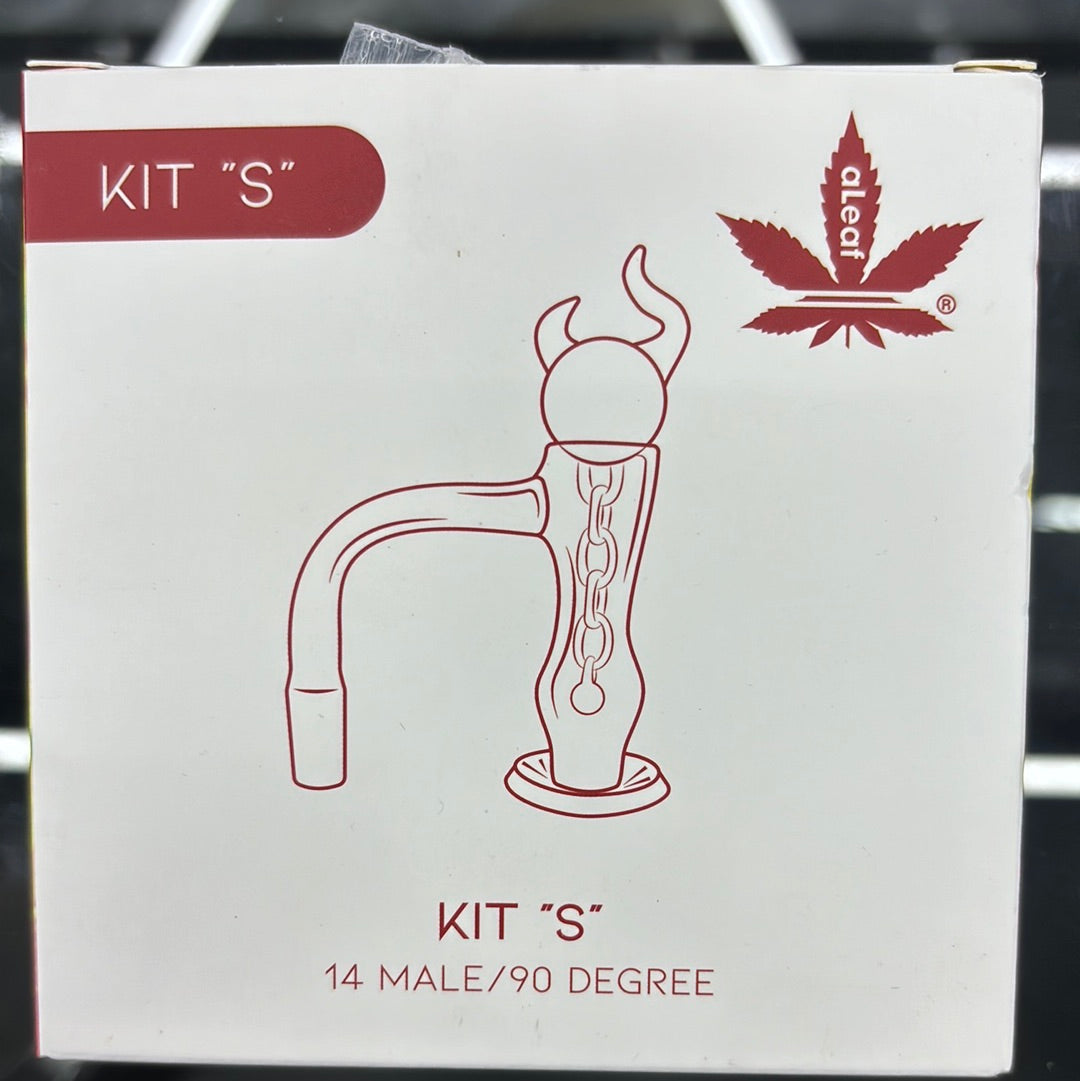 KIT "S"
aLeaf
®
KIT "S"
14 MALE/90 DEGREE